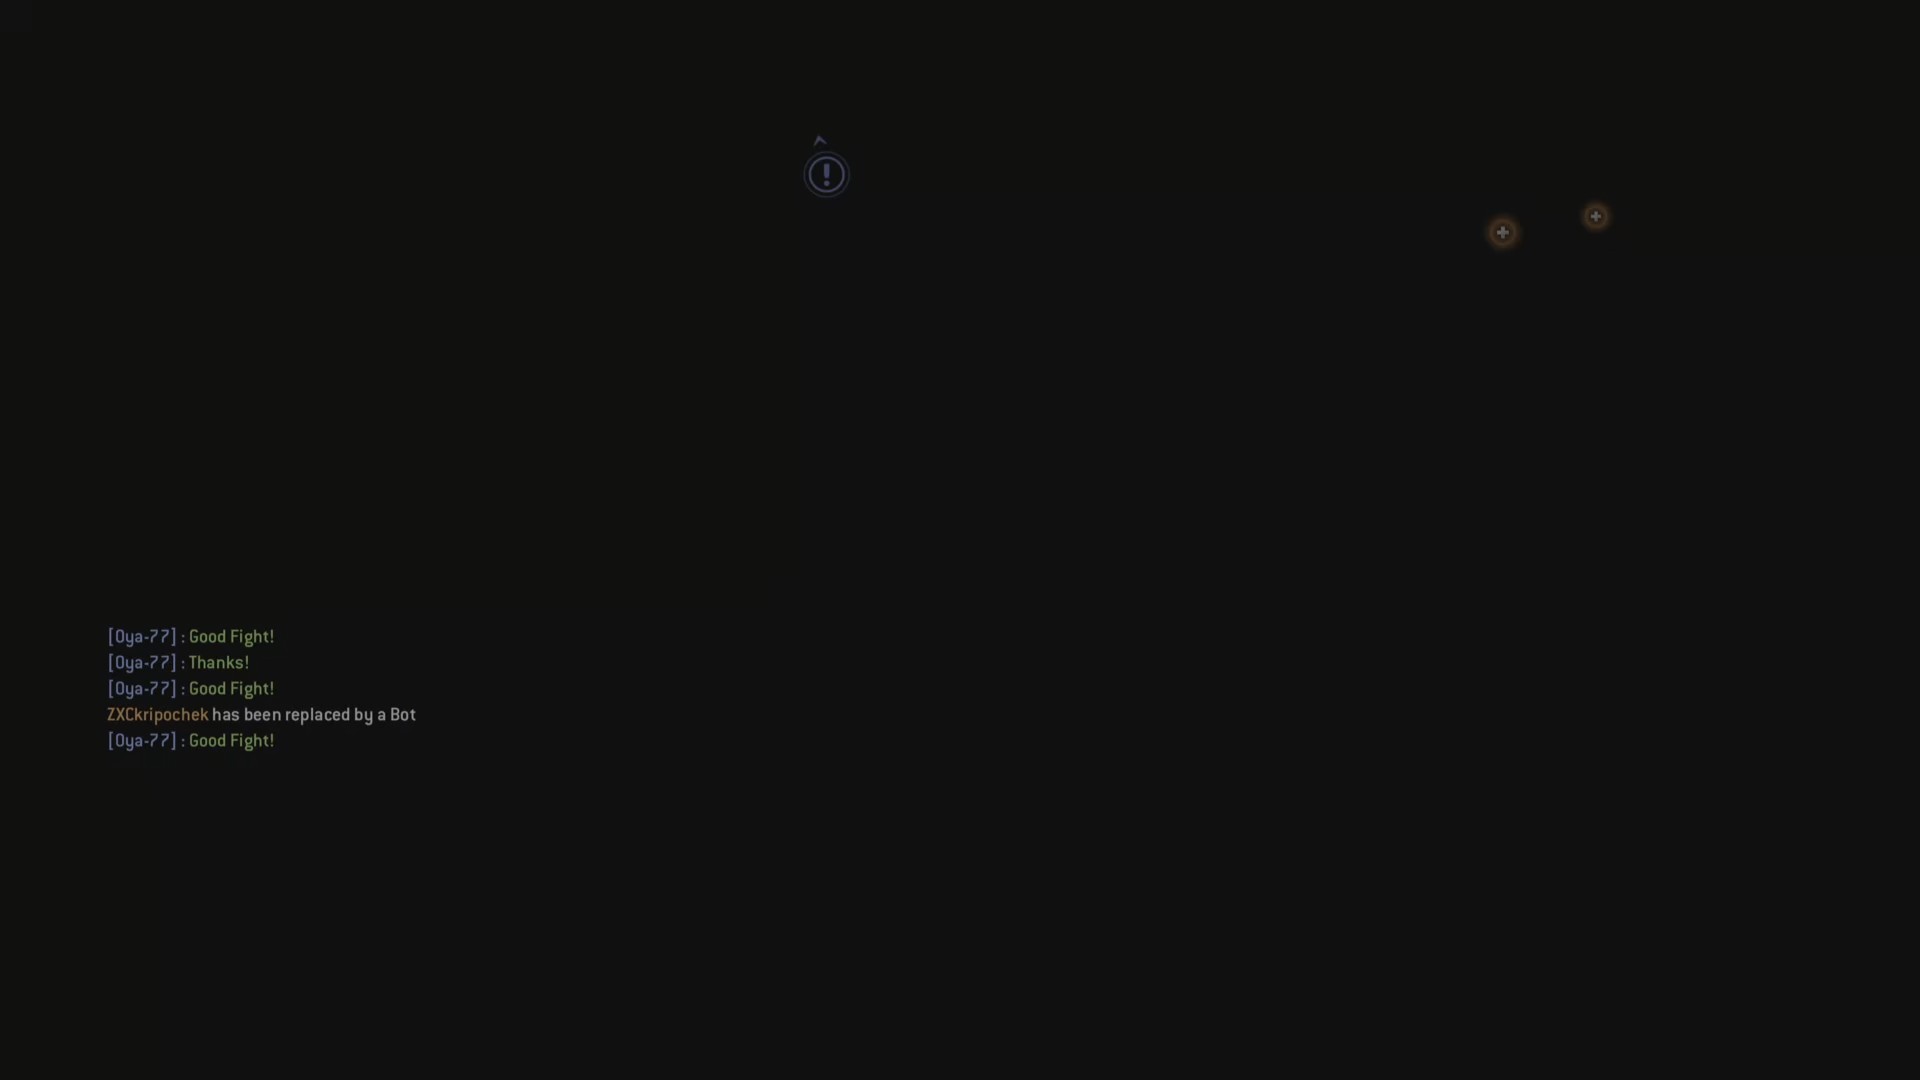 [Oya-77] : Good Fight!
[Oya-77] : Thanks!
[Oya-77] : Good Fight!
ZXCkripochek has been replaced by a Bot
[Oya-77] : Good Fight!